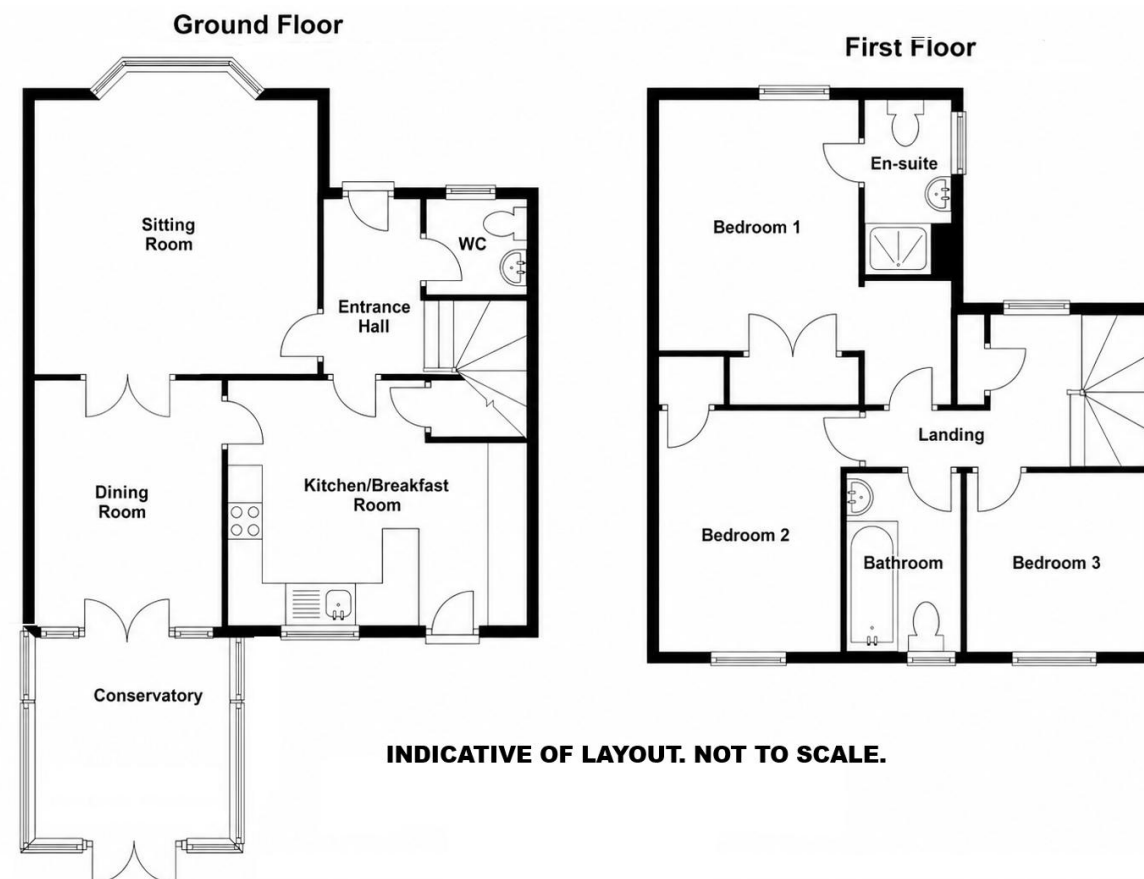 Ground Floor
Sitting
Room
WC
Entrance
Hall
Dining
Room
Kitchen/Breakfast
Room
Conservatory
First Floor
En-suite
Bedroom 1
Landing
Bedroom 2
Bathroom
Bedroom 3
INDICATIVE OF LAYOUT. NOT TO SCALE.